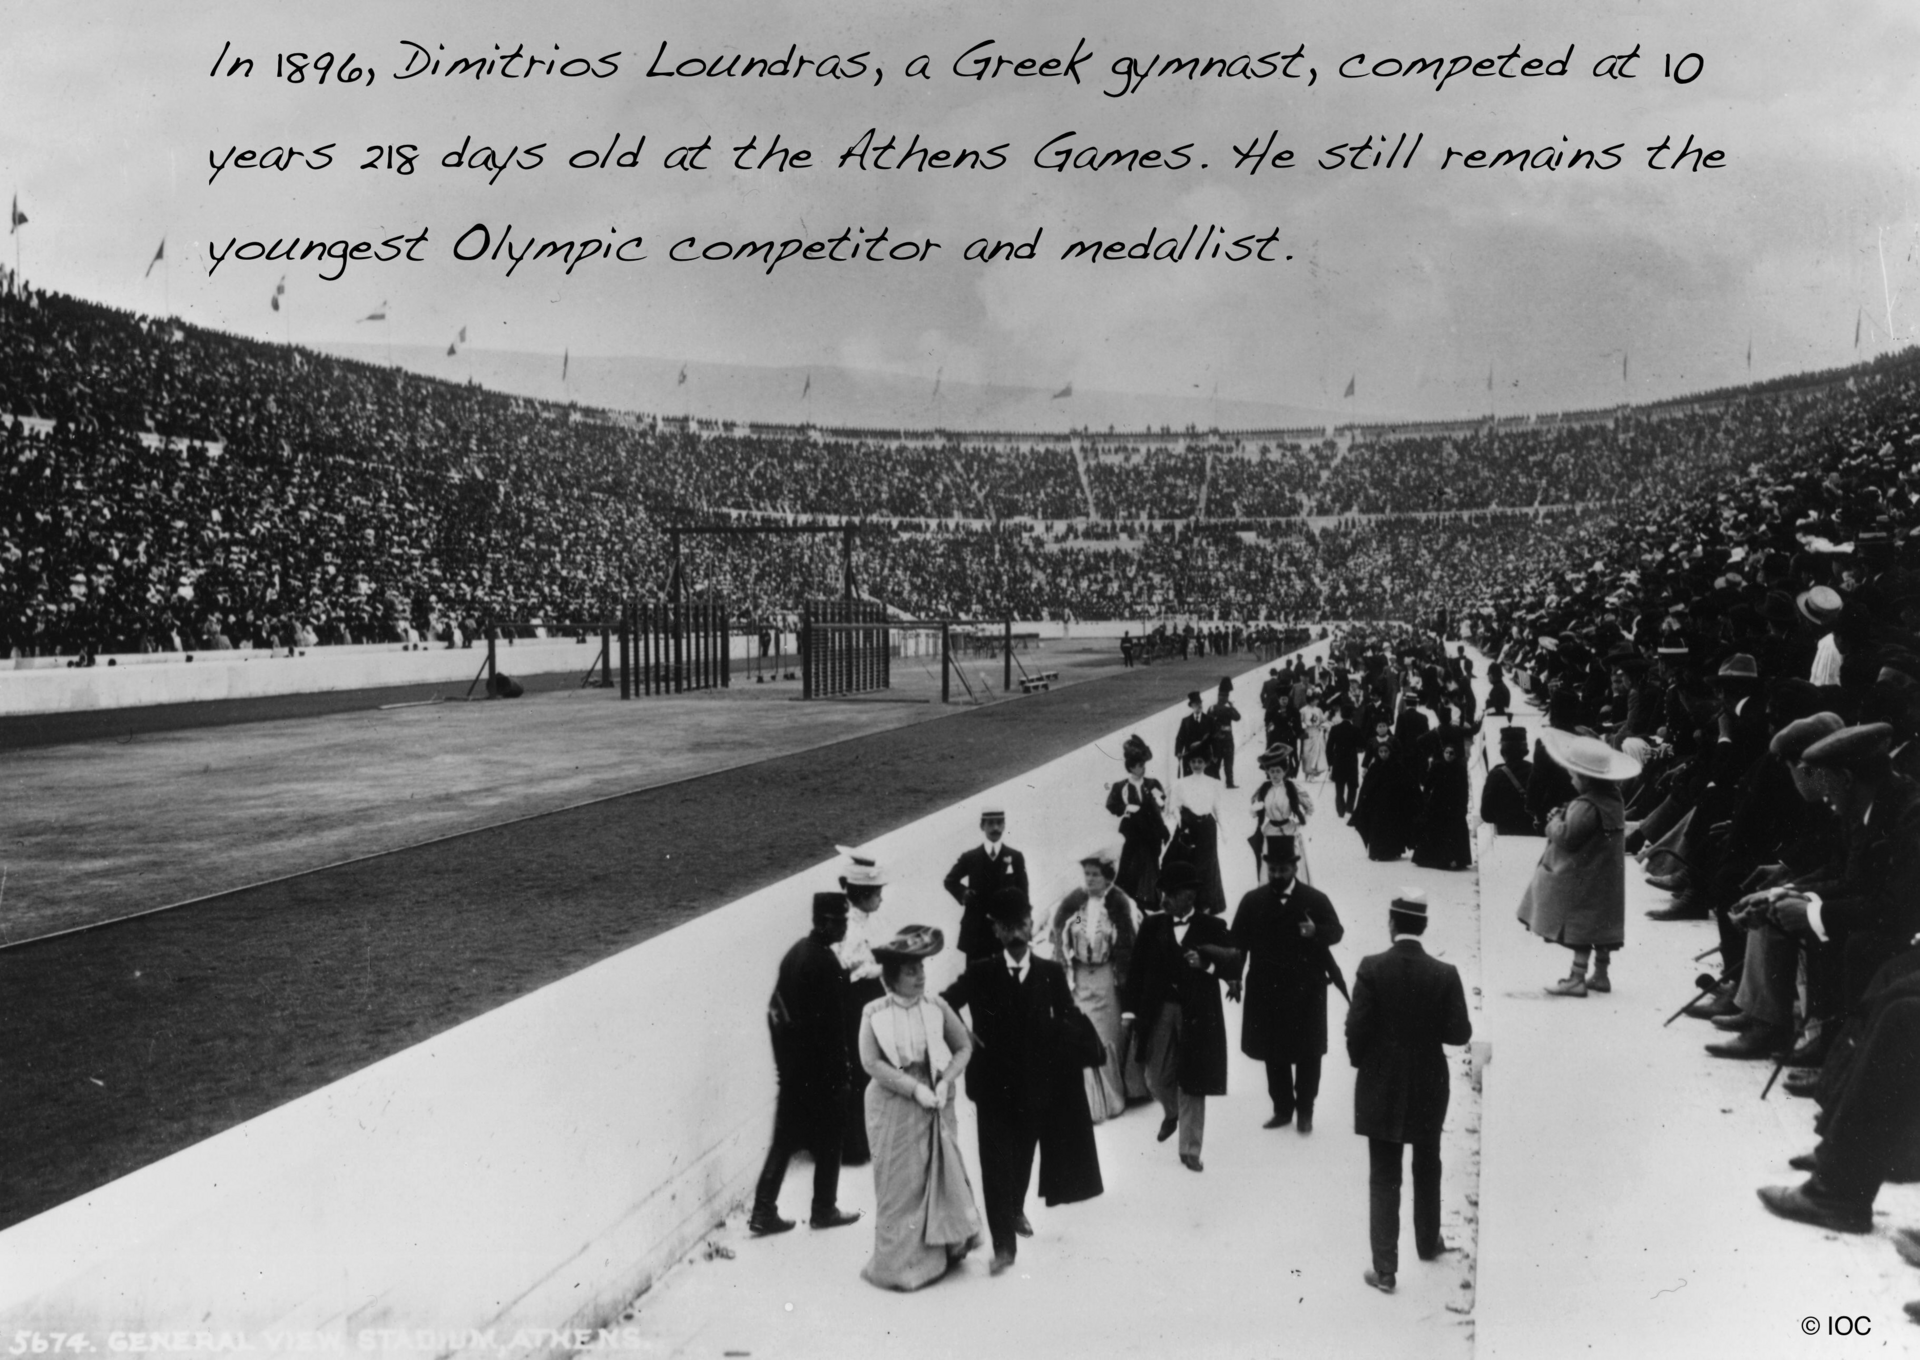 In 1896, Dimitrios Loundras, a Greek gymnast, competed at 10
years 218 days old at the Athens Games. He still remains the
youngest Olympic competitor and medallist.
5674. GENERAL VIEW STADIUM, ATHENS.
© IOC